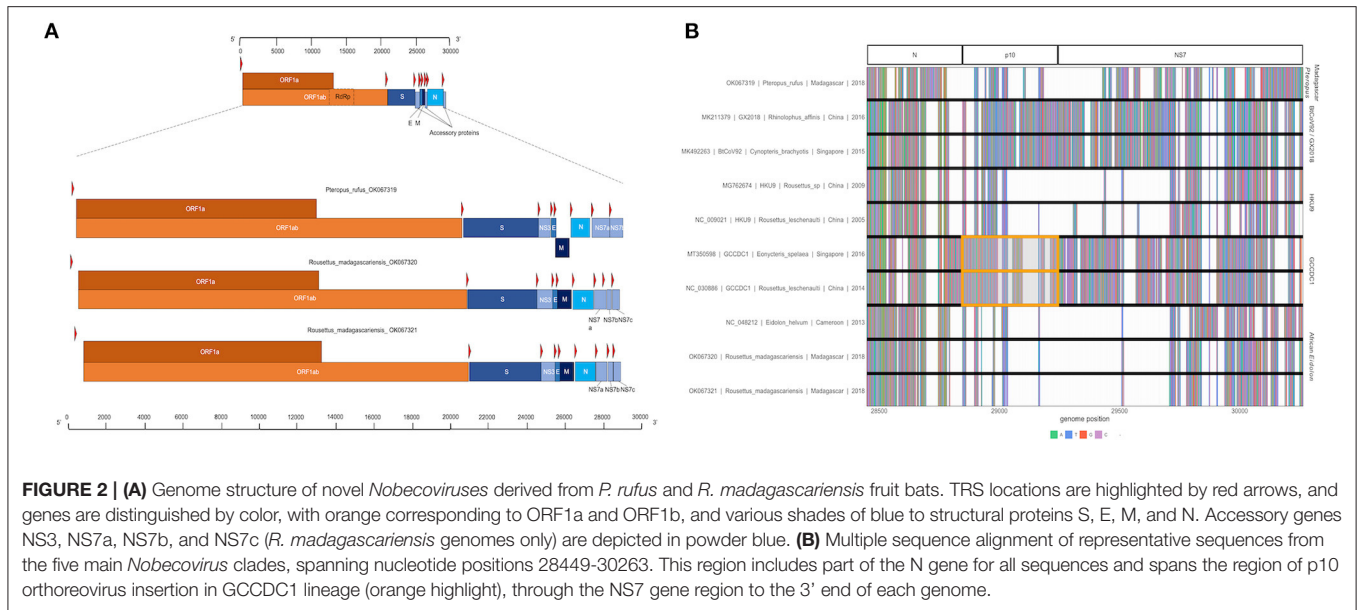 A
5'
3'
0 5000 10000 15000 20000 25000 30000
ORF1a
ORF1ab
RdRp
S
N
E M
Accessory proteins
Pteropus_rufus_OK067319
ORF1a
ORF1ab
S
NS3
E
M
N
NS7a
NS7b
Rousettus_madagascariensis_OK067320
ORF1a
ORF1ab
S
NS3
E
M
N
NS7
a
NS7b
NS7c
Rousettus_madagascariensis_OK067321
ORF1a
ORF1ab
S
NS3
E
M
N
NS7a
NS7b
NS7c
5'
0 2000 4000 6000 8000 10000 12000 14000 16000 18000 20000 22000 24000 26000 28000 30000
3'
B
N
p10
NS7
OK067319 | Pteropus_rufus | Madagascar | 2018
MK211379 | GX2018 | Rhinolophus_affinis | China | 2016
MK492263 | BtCoV92 | Cynopteris_brachyotis | Singapore | 2015
MG762674 | HKU9 | Rousettus_sp | China | 2009
NC_009021 | HKU9 | Rousettus_leschenaulti | China | 2005
MT350598 | GCCDC1 | Eonycteris_spelaea | Singapore | 2016
NC_030886 | GCCDC1 | Rousettus_leschenaulti | China | 2014
NC_048212 | Eidolon_helvum | Cameroon | 2013
OK067320 | Rousettus_madagascariensis | Madagascar | 2018
OK067321 | Rousettus_madagascariensis | Madagascar | 2018
Madagascar
Pteropus
BtCoV92 / GX2018
HKU9
GCCDC1
African Eidolon
28500 29000 29500 30000
genome position
A T G C -
FIGURE 2 | (A) Genome structure of novel Nobecoviruses derived from P. rufus and R. madagascariensis fruit bats. TRS locations are highlighted by red arrows, and
genes are distinguished by color, with orange corresponding to ORF1a and ORF1b, and various shades of blue to structural proteins S, E, M, and N. Accessory genes
NS3, NS7a, NS7b, and NS7c (R. madagascariensis genomes only) are depicted in powder blue. (B) Multiple sequence alignment of representative sequences from
the five main Nobecovirus clades, spanning nucleotide positions 28449-30263. This region includes part of the N gene for all sequences and spans the region of p10
orthoreovirus insertion in GCCDC1 lineage (orange highlight), through the NS7 gene region to the 3' end of each genome.